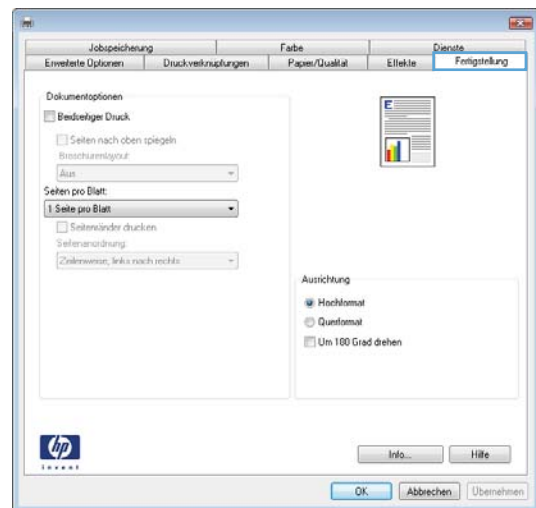 Jobspeicherung Farbe Dienste
Erweiterte Optionen Druckverknüpfungen Papier/Qualität Effekte Fertigstellung
Dokumentoptionen
Beidseitiger Druck
Seiten nach oben spiegeln
Broschürenlayout:
Aus
Seiten pro Blatt:
1 Seite pro Blatt
Seitenränder drucken
Seitenanordnung:
Zeilenweise, links nach rechts
E
Ausrichtung
Hochformat
Querformat
Um 180 Grad drehen
hp
invent
Info... Hilfe
OK Abbrechen Übernehmen